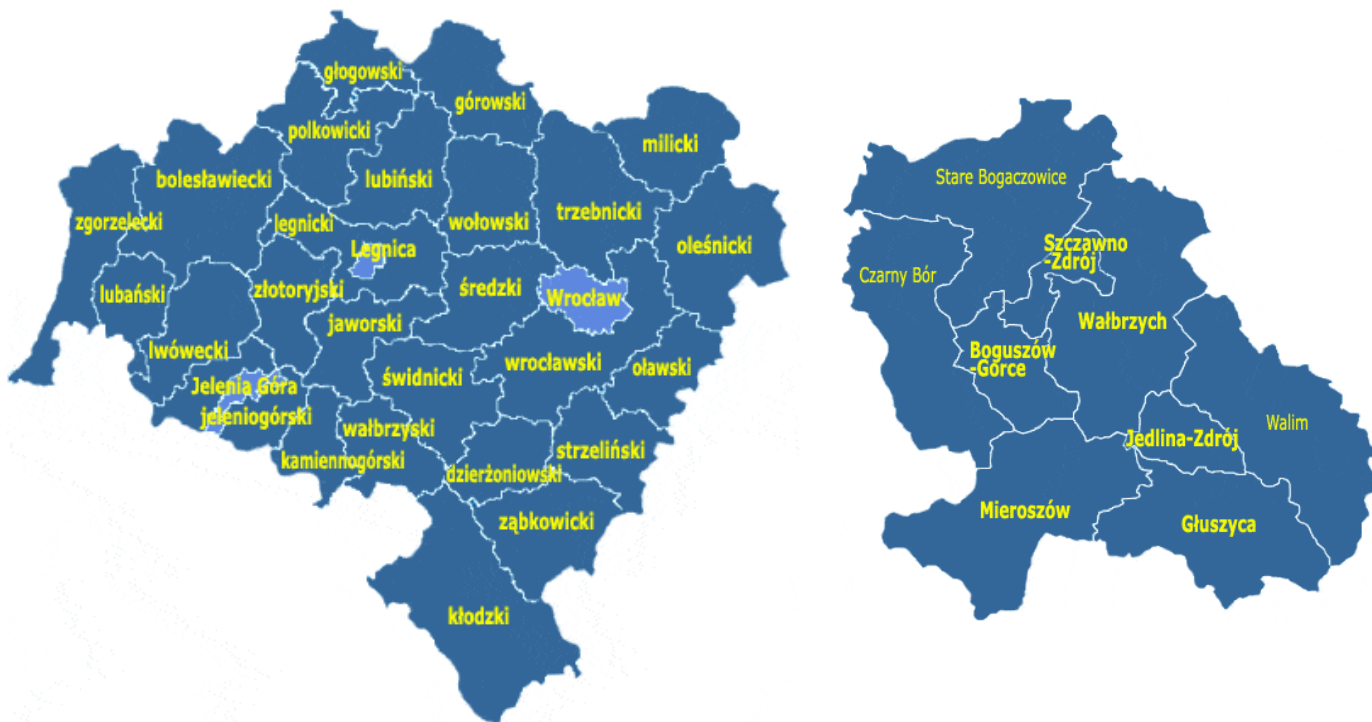 głogowski
górowski
polkowicki
milicki
bolesławiecki
lubiński
zgorzelecki
legnicki
wołowski
trzebnicki
oleśnicki
Legnica
lubański
złotoryjski
średzki
Wrocław
jaworski
lwówecki
wrocławski
oławski
świdnicki
Jelenia Góra
jeleniogórski
wałbrzyski
kamiennogórski
strzeliński
dzierżoniowski
ząbkowicki
kłodzki
Stare Bogaczowice
Szczawno
-Zdrój
Czarny Bór
Wałbrzych
Boguszów
-Gorce
Walim
Jedlina-Zdrój
Mieroszów
Głuszyca